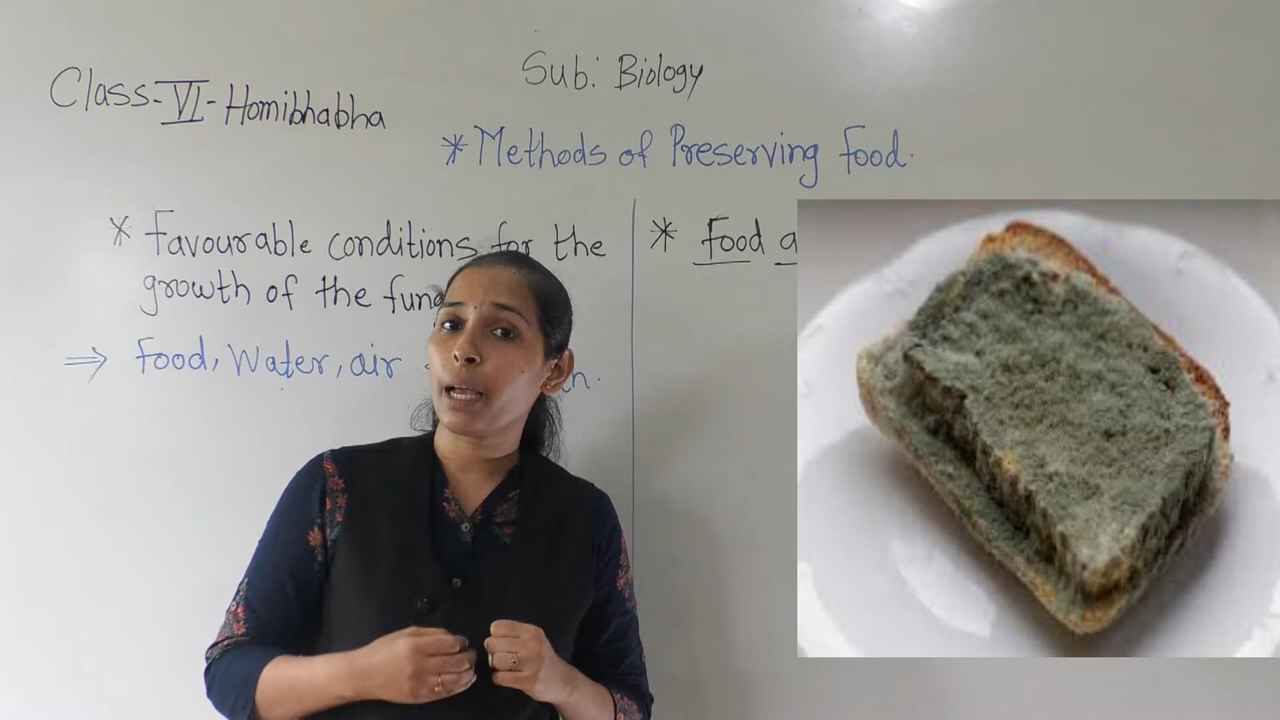 Class-VI-Homibhabha
Sub: Biology
*Methods of Preserving food.
* Favourable conditions for the
growth of the
⇒ food, Water, air
* food